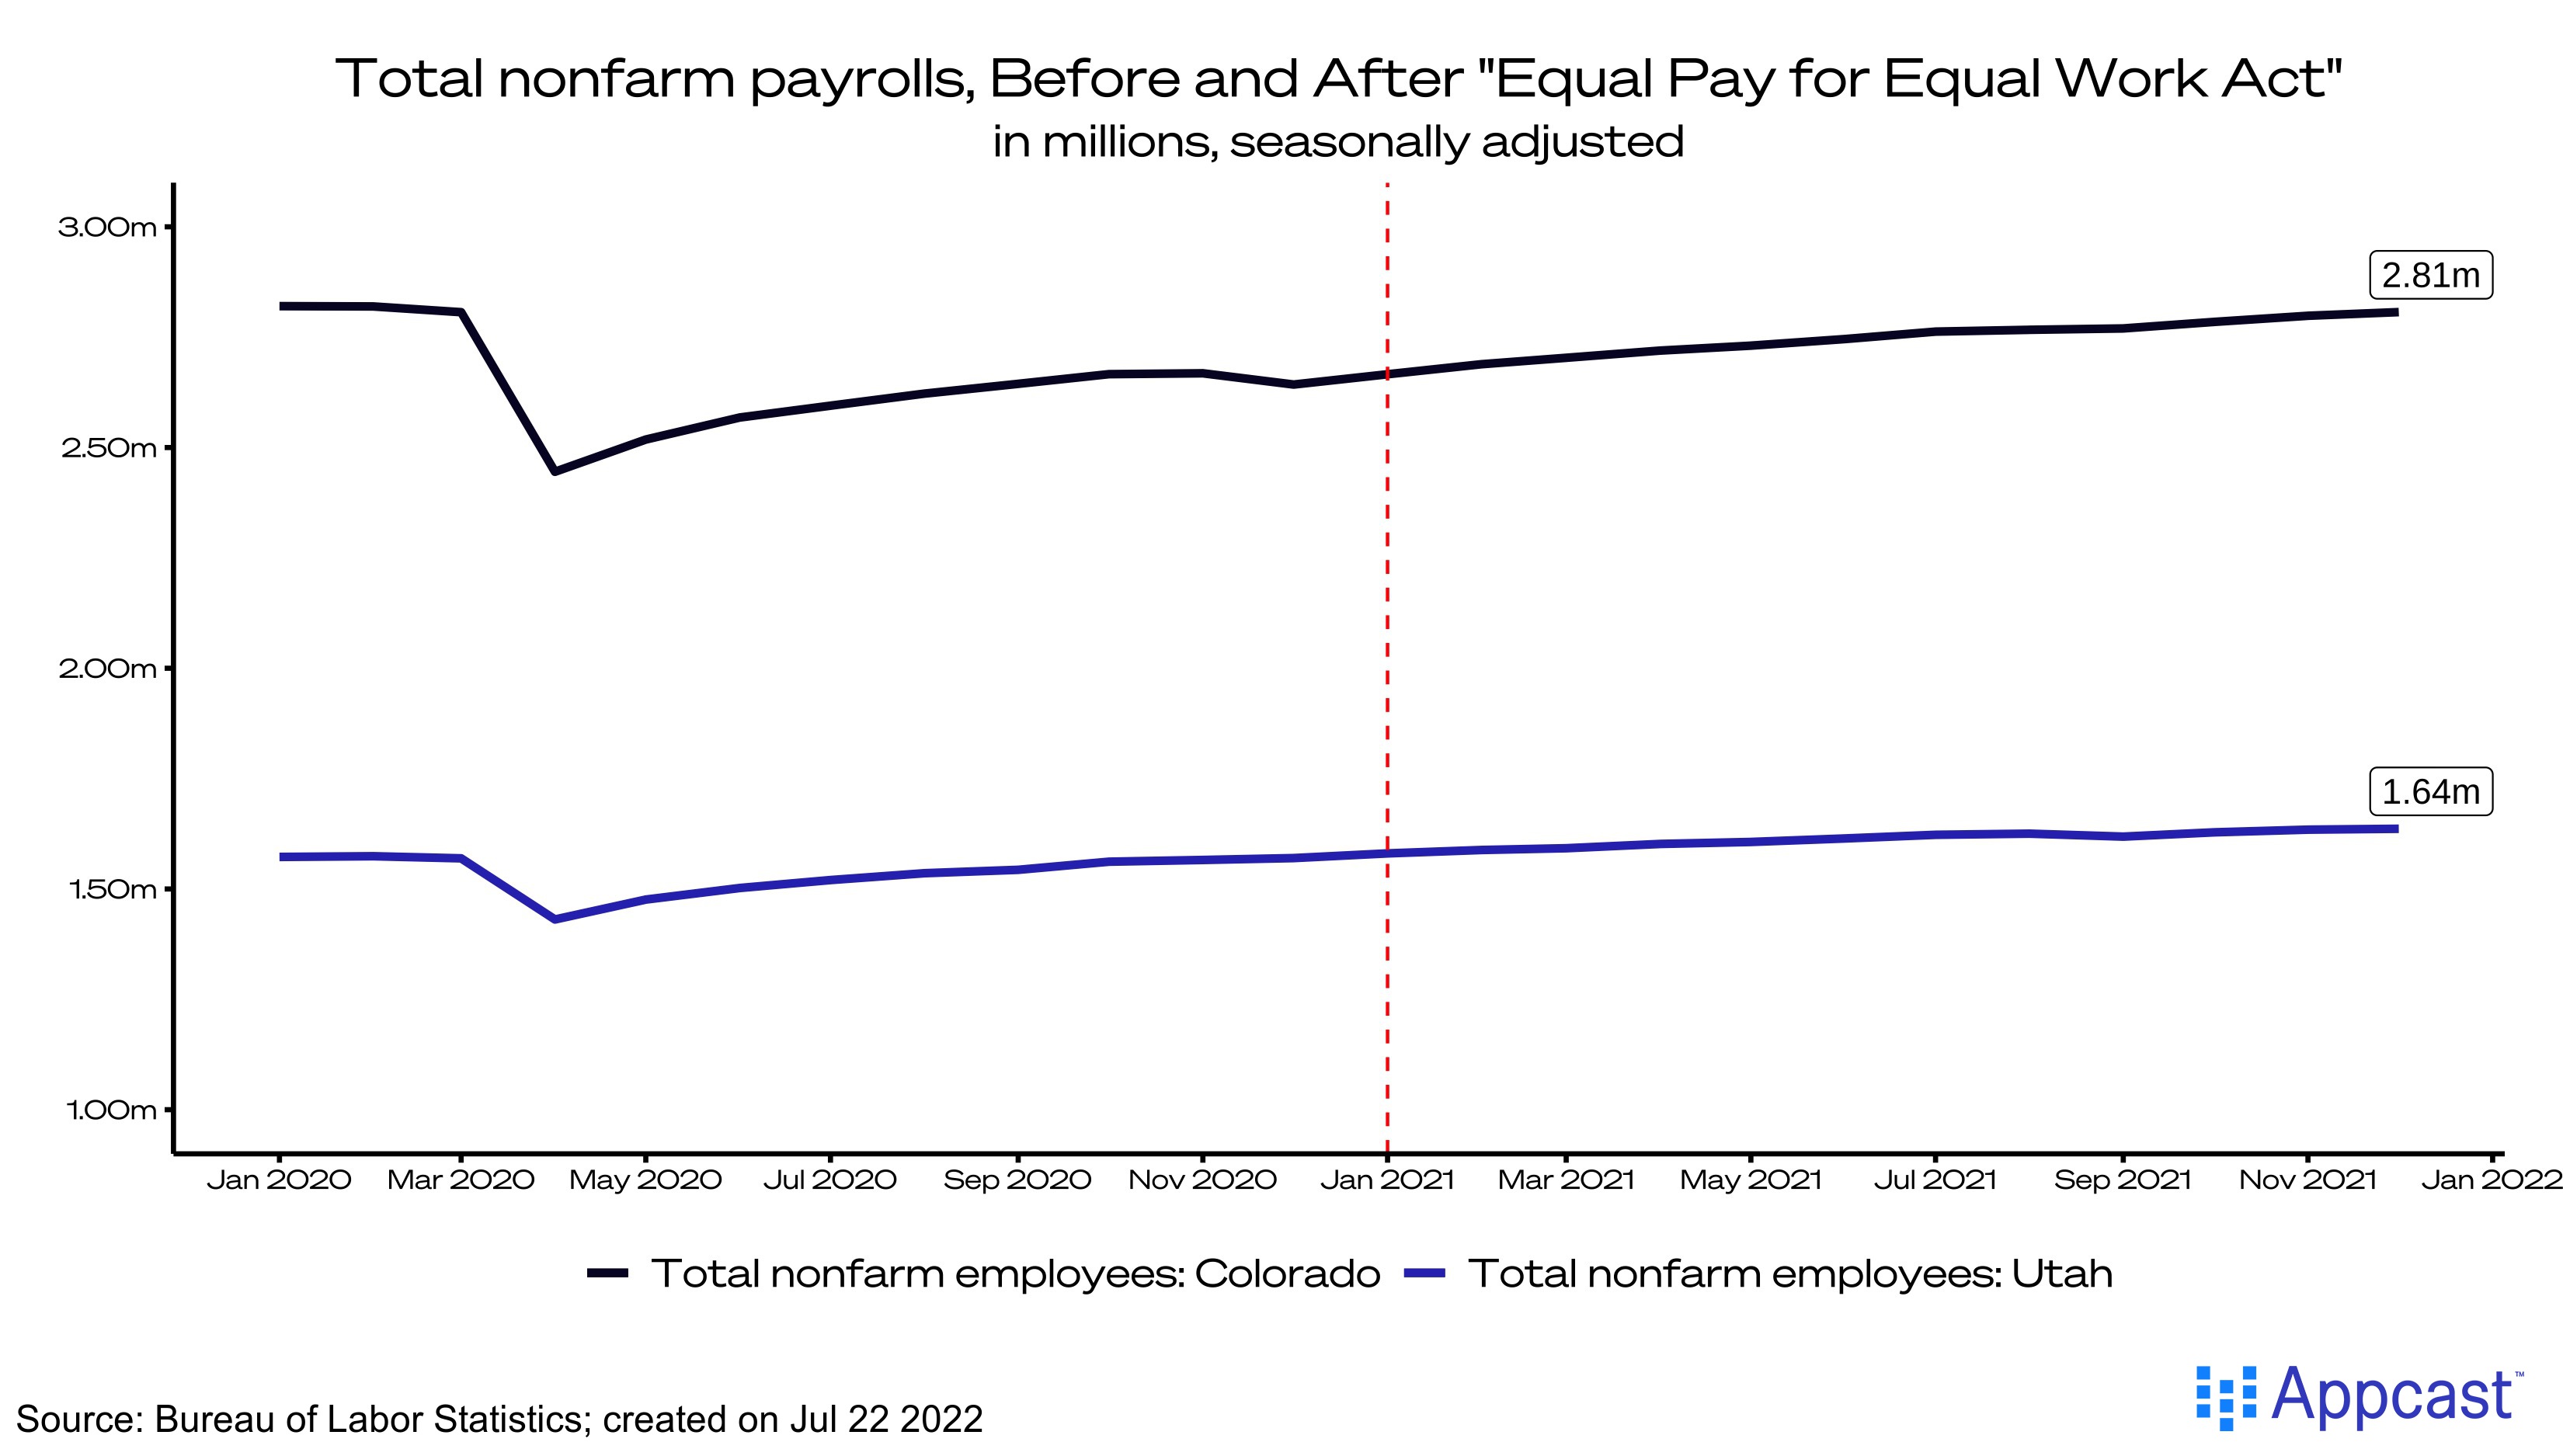 Total nonfarm payrolls, Before and After "Equal Pay for Equal Work Act"
in millions, seasonally adjusted
3.00m
2.81m
2.50m
2.00m
1.64m
1.50m
1.00m
Jan 2020 Mar 2020 May 2020 Jul 2020 Sep 2020 Nov 2020 Jan 2021 Mar 2021 May 2021 Jul 2021 Sep 2021 Nov 2021 Jan 2022
Total nonfarm employees: Colorado Total nonfarm employees: Utah
Appcast™
Source: Bureau of Labor Statistics; created on Jul 22 2022